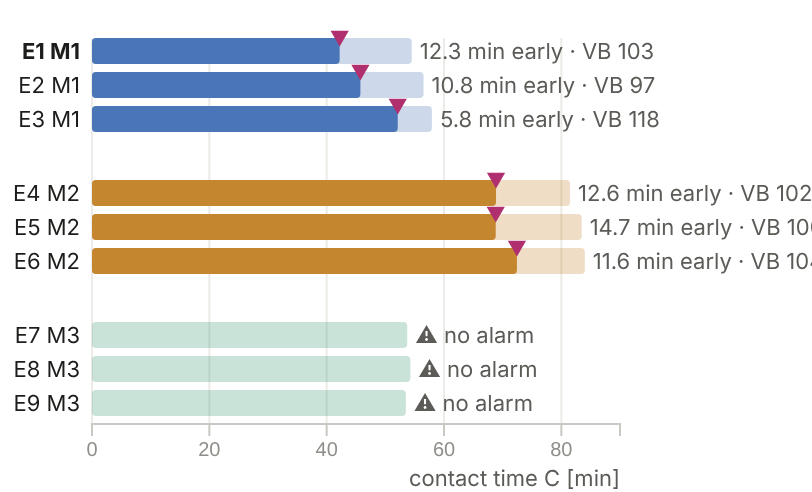 E1 M1 12.3 min early · VB 103
E2 M1 10.8 min early · VB 97
E3 M1 5.8 min early · VB 118
E4 M2 12.6 min early · VB 102
E5 M2 14.7 min early · VB
E6 M2 11.6 min early · VB
E7 M3 no alarm
E8 M3 no alarm
E9 M3 no alarm
0 20 40 60 80
contact time C [min]